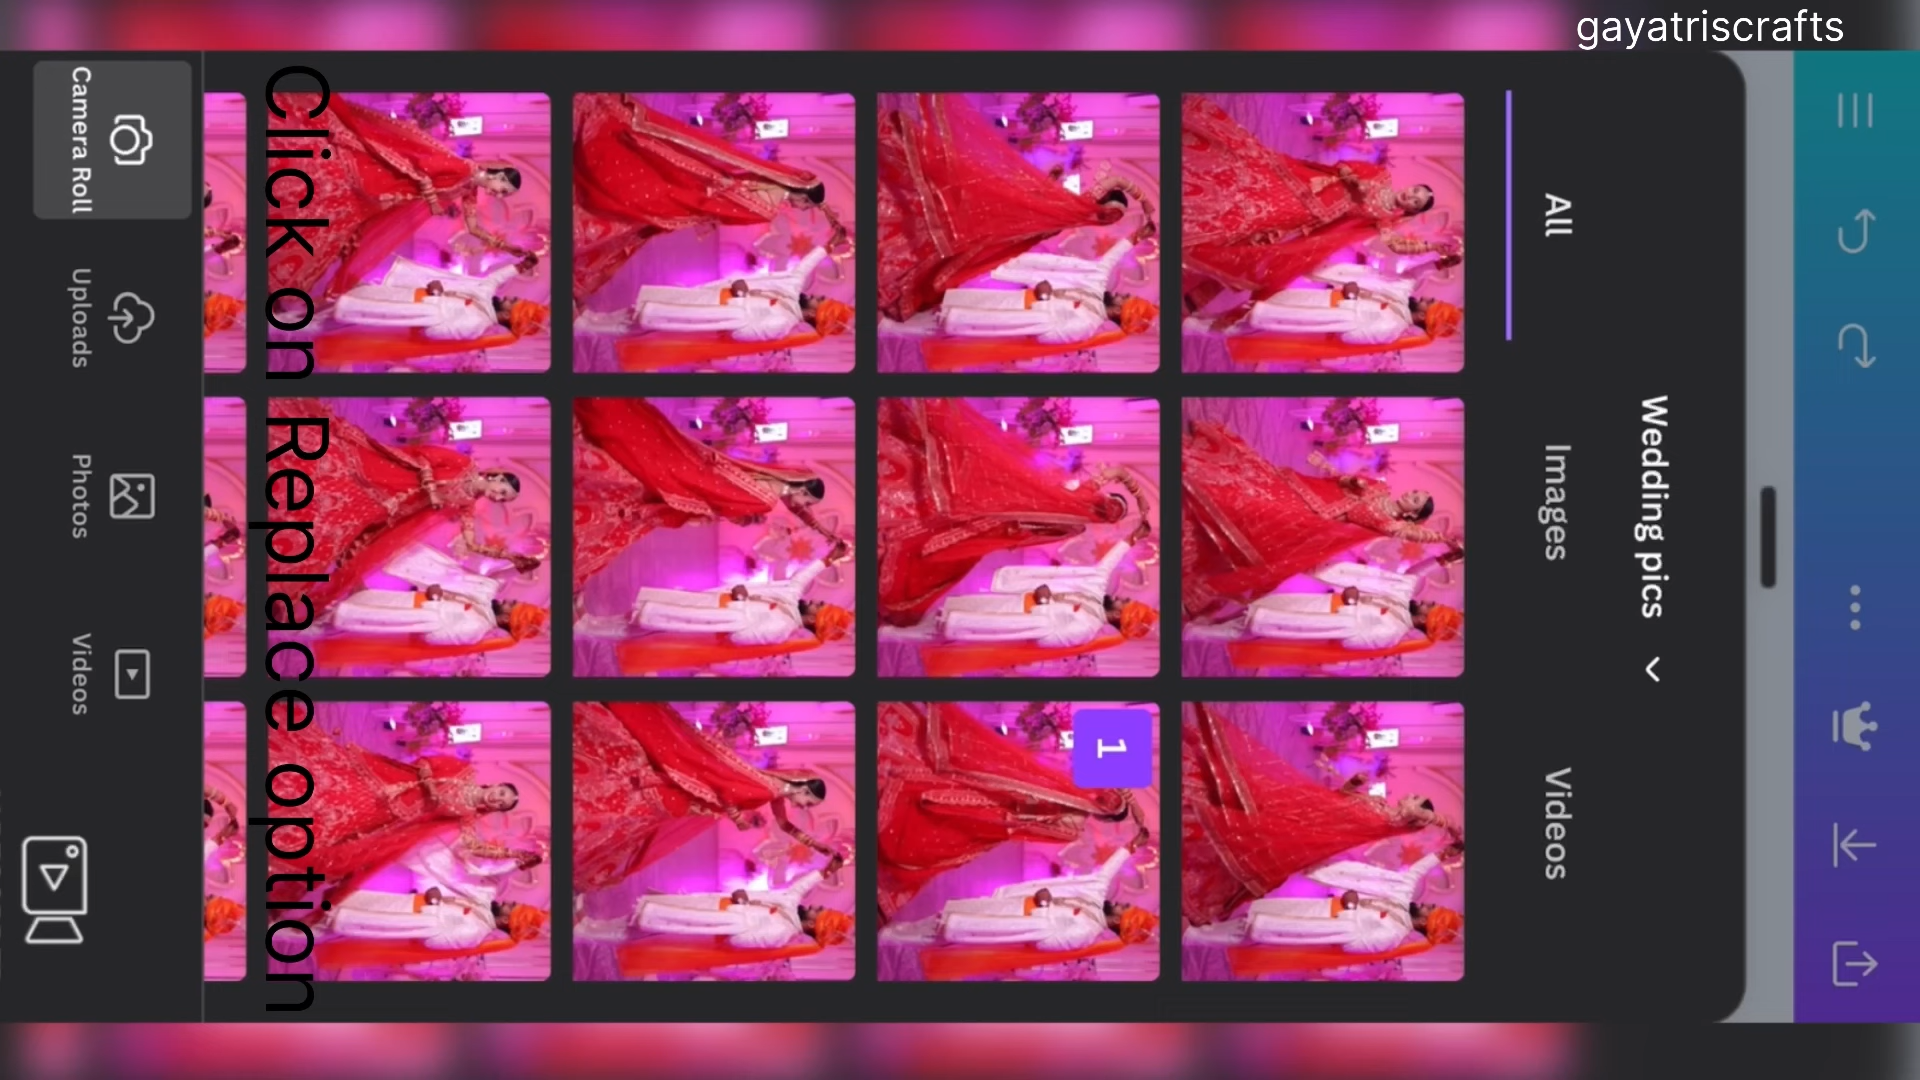 gayatriscrafts
Wedding pics
All
Images
Videos
1
Click on Replace option
Camera Roll
Uploads
Photos
Videos